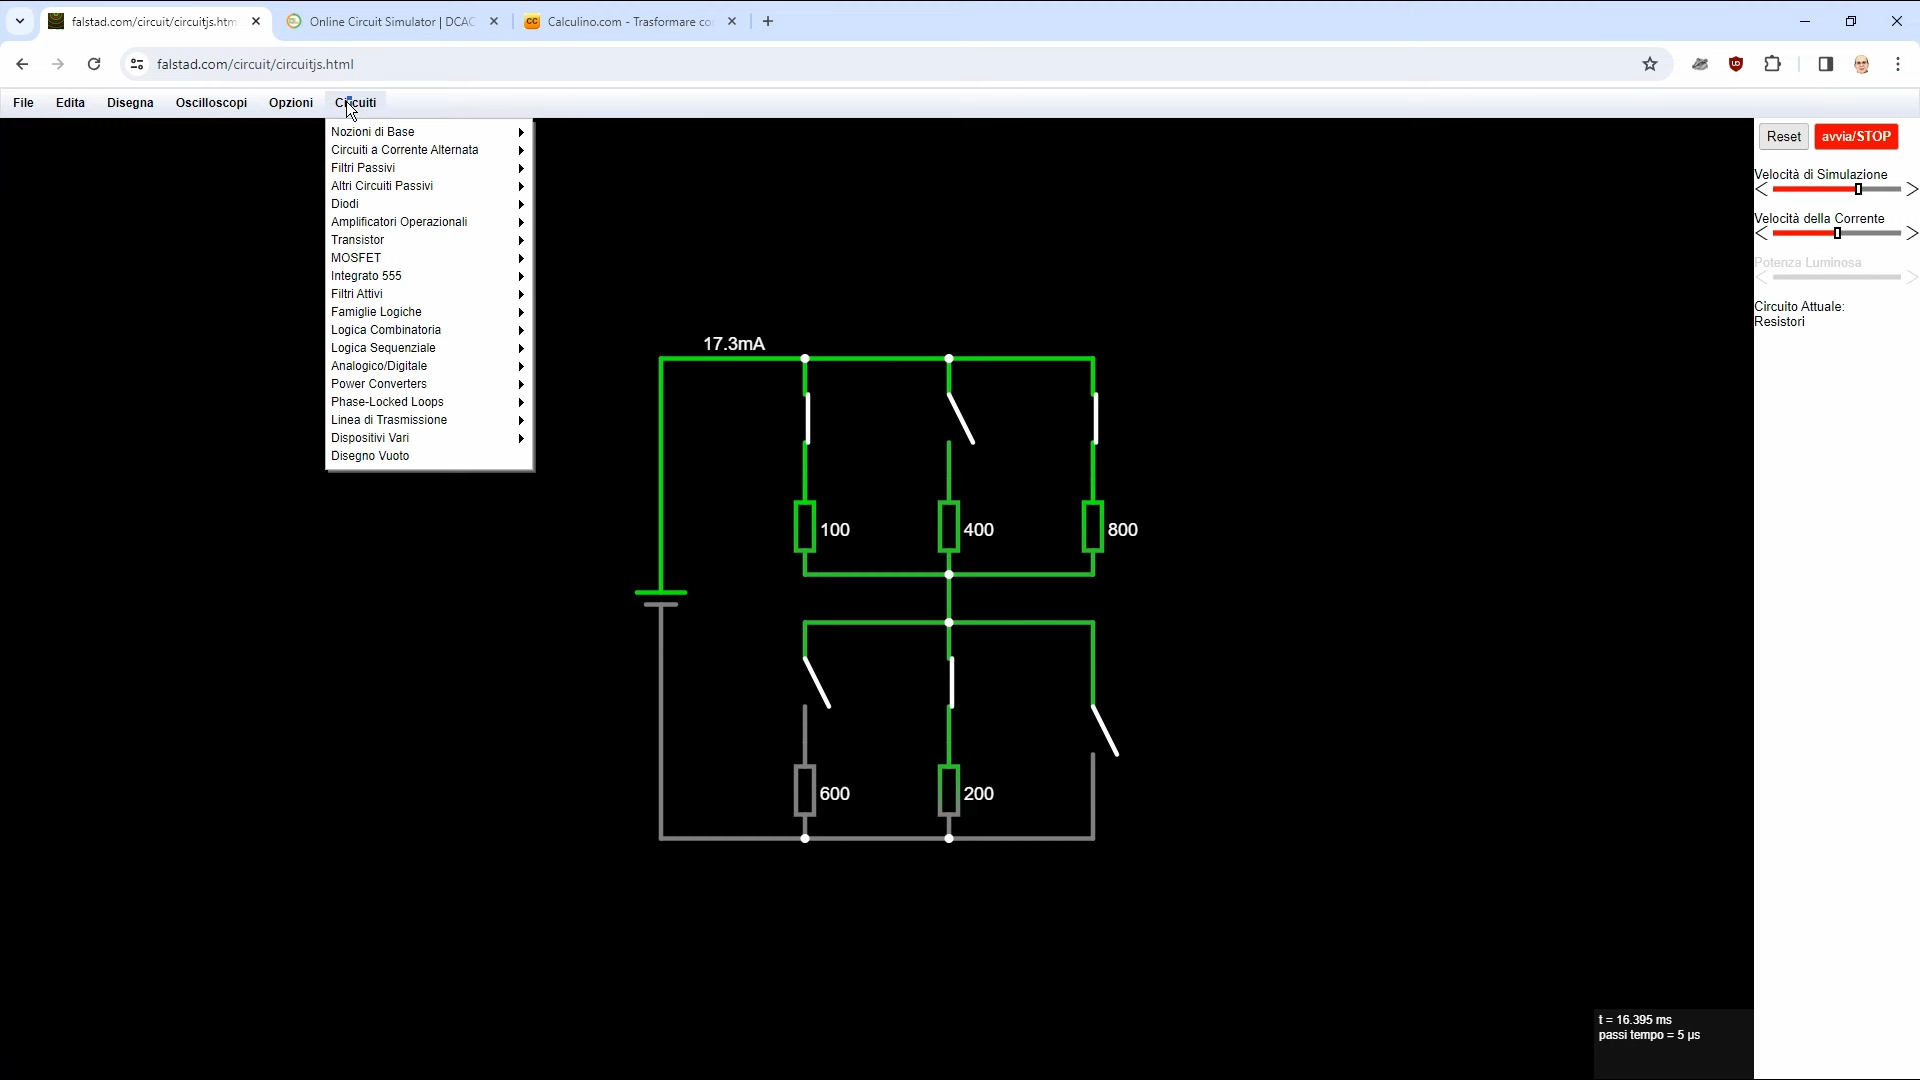 falstad.com/circuit/circuitjs.htm
Online Circuit Simulator | DCAC
CC
Calculino.com - Trasformare co
falstad.com/circuit/circuitjs.html
File
Edita
Disegna
Oscilloscopi
Opzioni
Circuiti
Nozioni di Base
Circuiti a Corrente Alternata
Filtri Passivi
Altri Circuiti Passivi
Diodi
Amplificatori Operazionali
Transistor
MOSFET
Integrato 555
Filtri Attivi
Famiglie Logiche
Logica Combinatoria
Logica Sequenziale
Analogico/Digitale
Power Converters
Phase-Locked Loops
Linea di Trasmissione
Dispositivi Vari
Disegno Vuoto
17.3mA
100
400
800
600
200
Reset
avvia/STOP
Velocità di Simulazione
Velocità della Corrente
Potenza Luminosa
Circuito Attuale:
Resistori
t = 16.395 ms
passi tempo = 5 µs